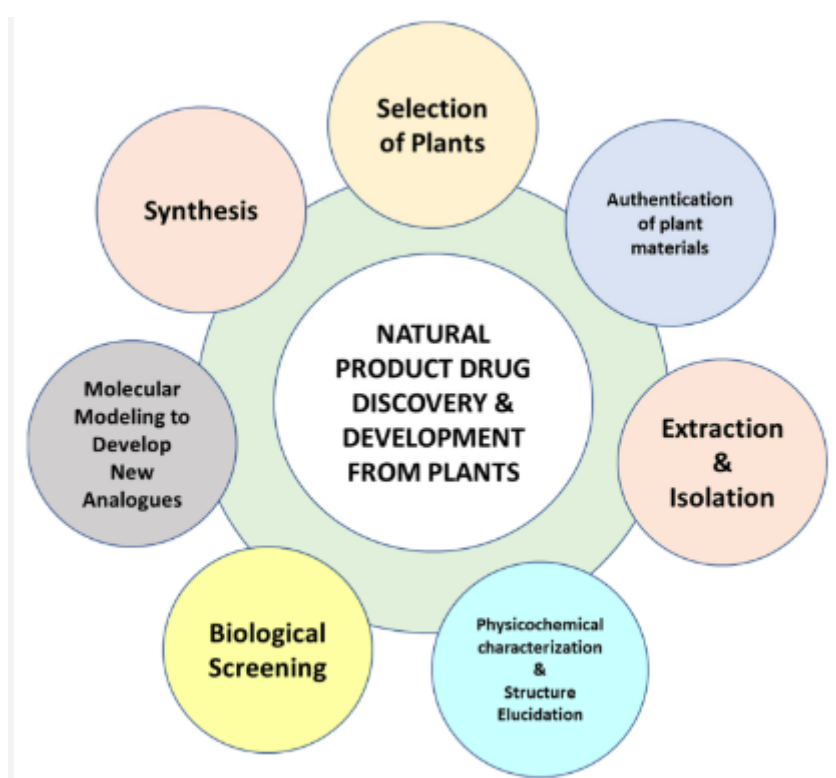 Selection
of Plants
Authentication
of plant
materials
Extraction
&
Isolation
Physicochemical
characterization
&
Structure
Elucidation
Biological
Screening
Molecular
Modeling to
Develop
New
Analogues
Synthesis
NATURAL
PRODUCT DRUG
DISCOVERY &
DEVELOPMENT
FROM PLANTS